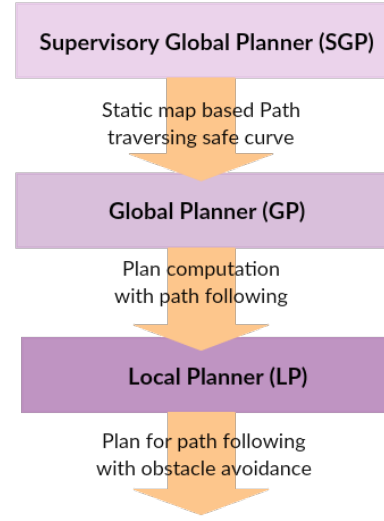 Supervisory Global Planner (SGP)
Static map based Path
traversing safe curve
Global Planner (GP)
Plan computation
with path following
Local Planner (LP)
Plan for path following
with obstacle avoidance